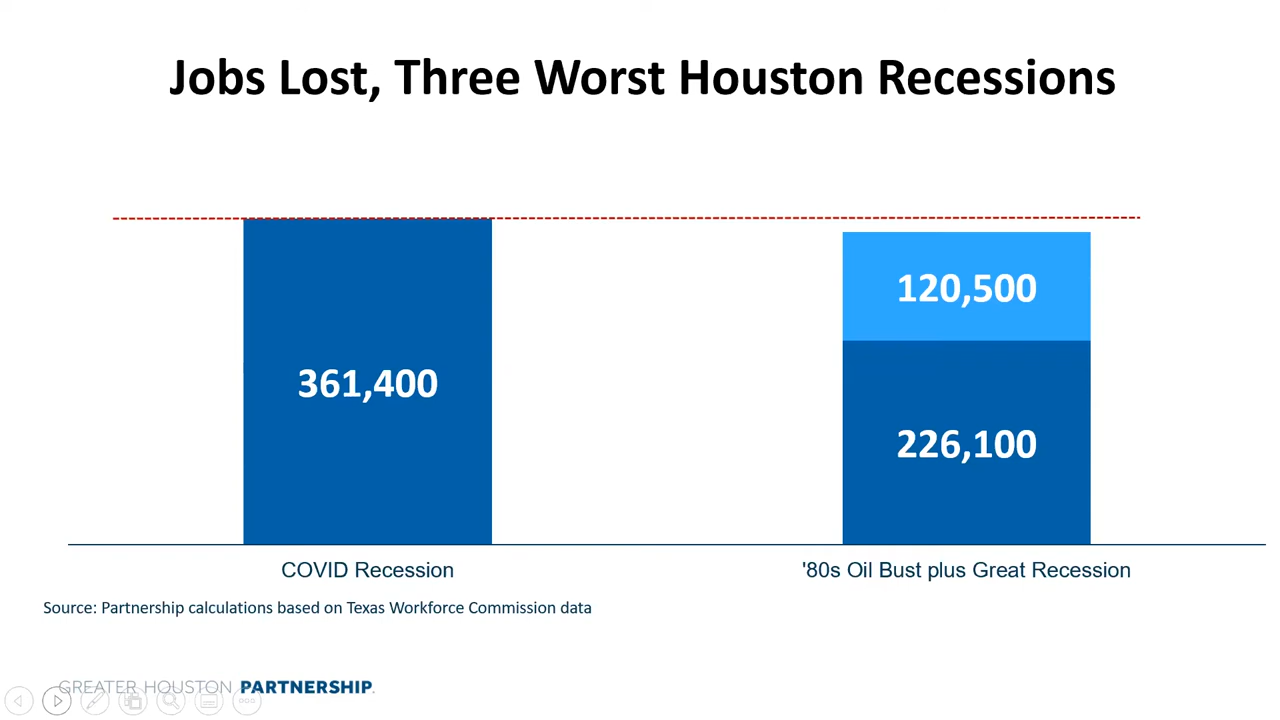 Jobs Lost, Three Worst Houston Recessions
120,500
361,400
226,100
COVID Recession
'80s Oil Bust plus Great Recession
Source: Partnership calculations based on Texas Workforce Commission data
GREATER HOUSTON PARTNERSHIP.